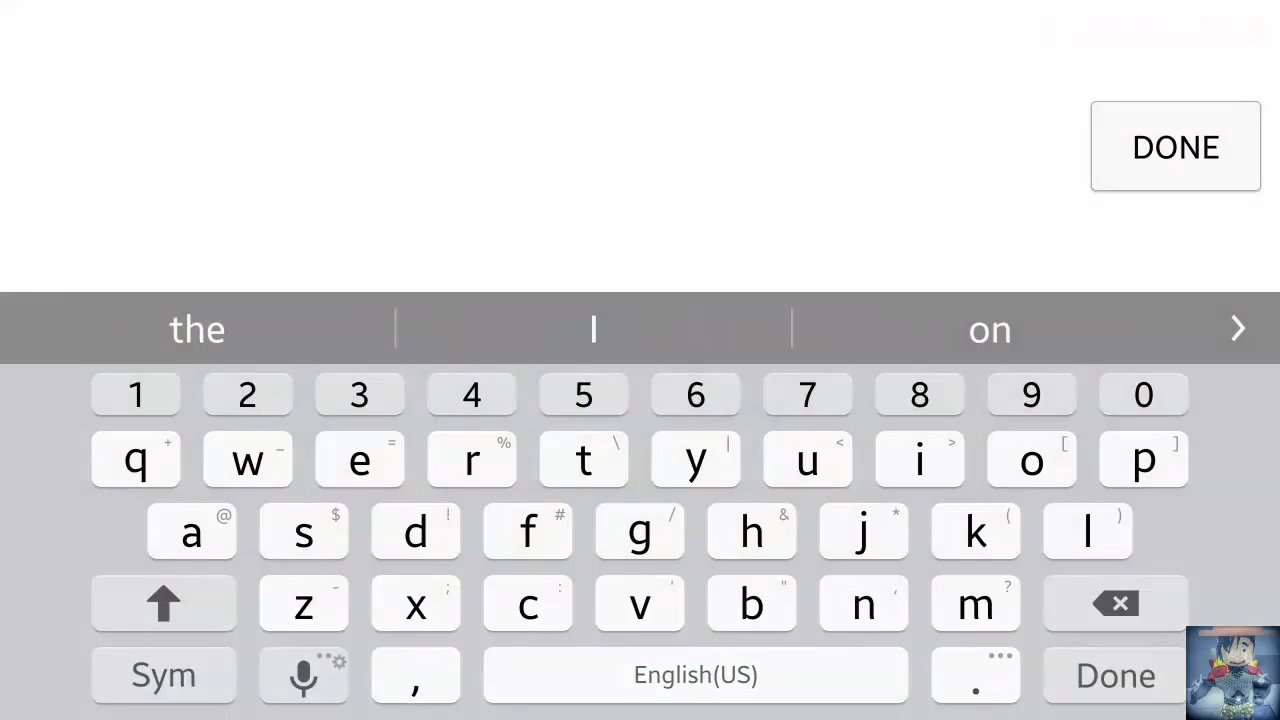 DONE
the I on >
1 2 3 4 5 6 7 8 9 0
q + w _ e = r % t \ y | u < i > o [ p ]
a @ s $ d ! f # g / h & j * k ( l )
z - x ; c : v ' b " n , m ?
Sym , English(US) . ... Done